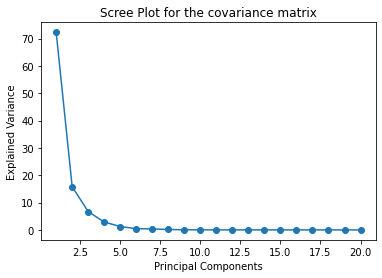 Scree Plot for the covariance matrix
Explained Variance
70
60
50
40
30
20
10
0
2.5 5.0 7.5 10.0 12.5 15.0 17.5 20.0
Principal Components